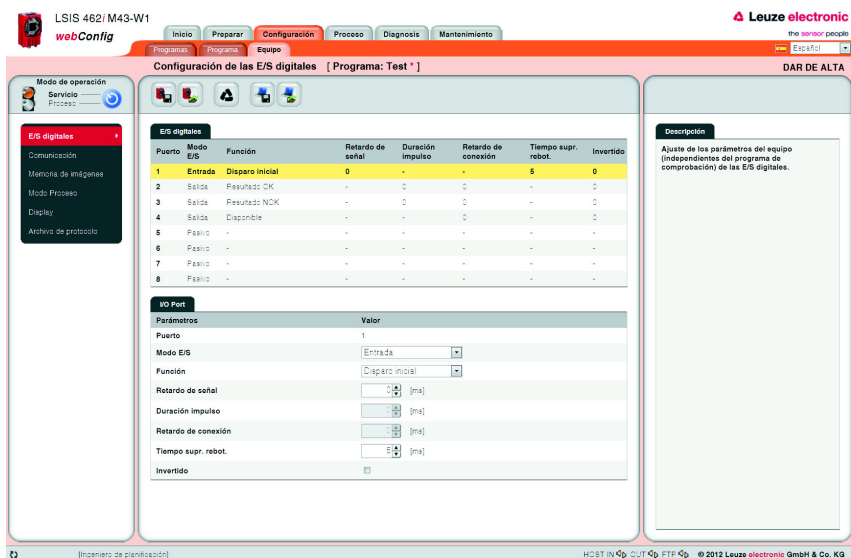 LSIS 462i M43-W1
webConfig
Inicio Preparar Configuración Proceso Diagnosis Mantenimiento
Programas Programa Equipo
Leuze electronic
the sensor people
Español
Configuración de las E/S digitales [ Programa: Test * ]
DAR DE ALTA
Modo de operación
Servicio
Proceso
E/S digitales
Comunicación
Memoria de imágenes
Modo Proceso
Display
Archivo de protocolo
E/S digitales
Puerto Modo E/S Función Retardo de señal Duración impulso Retardo de conexión Tiempo supr. rebot. Invertido
1 Entrada Disparo inicial 0 - - 5 0
2 Salida Resultado OK - 0 0 - 0
3 Salida Resultado NOK - 0 0 - 0
4 Salida Disponible - - 0 - 0
5 Pasivo - - - - - -
6 Pasivo - - - - - -
7 Pasivo - - - - - -
8 Pasivo - - - - - -
I/O Port
Parámetros Valor
Puerto 1
Modo E/S Entrada
Función Disparo inicial
Retardo de señal 0 [ms]
Duración impulso 0 [ms]
Retardo de conexión 0 [ms]
Tiempo supr. rebot. 5 [ms]
Invertido
Descripción
Ajuste de los parámetros del equipo
(independientes del programa de
comprobación) de las E/S digitales.
[Ingeniero de planificación]
HOST IN OUT FTP © 2012 Leuze electronic GmbH & Co. KG